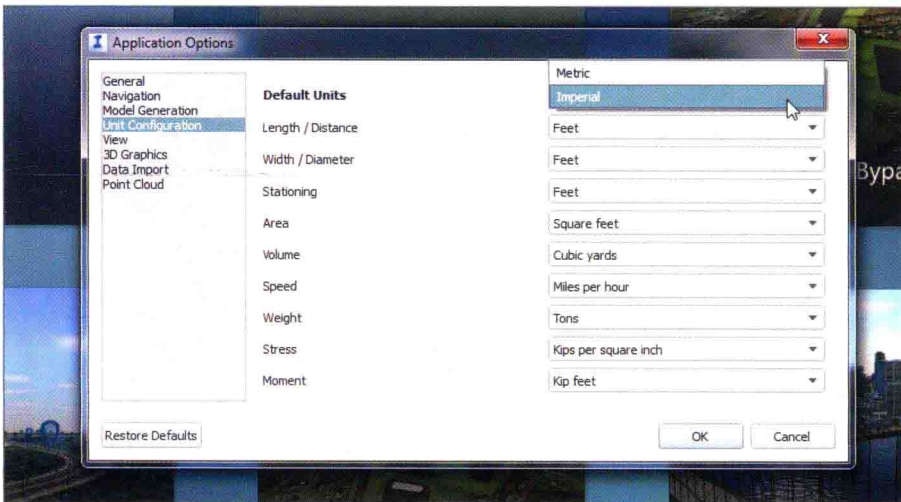 Application Options
General
Navigation
Model Generation
Unit Configuration
View
3D Graphics
Data Import
Point Cloud
Metric
Default Units
Imperial
Length / Distance
Feet
Width / Diameter
Feet
Stationing
Feet
Area
Square feet
Volume
Cubic yards
Speed
Miles per hour
Weight
Tons
Stress
Kips per square inch
Moment
Kip feet
Restore Defaults
OK
Cancel
Bypa